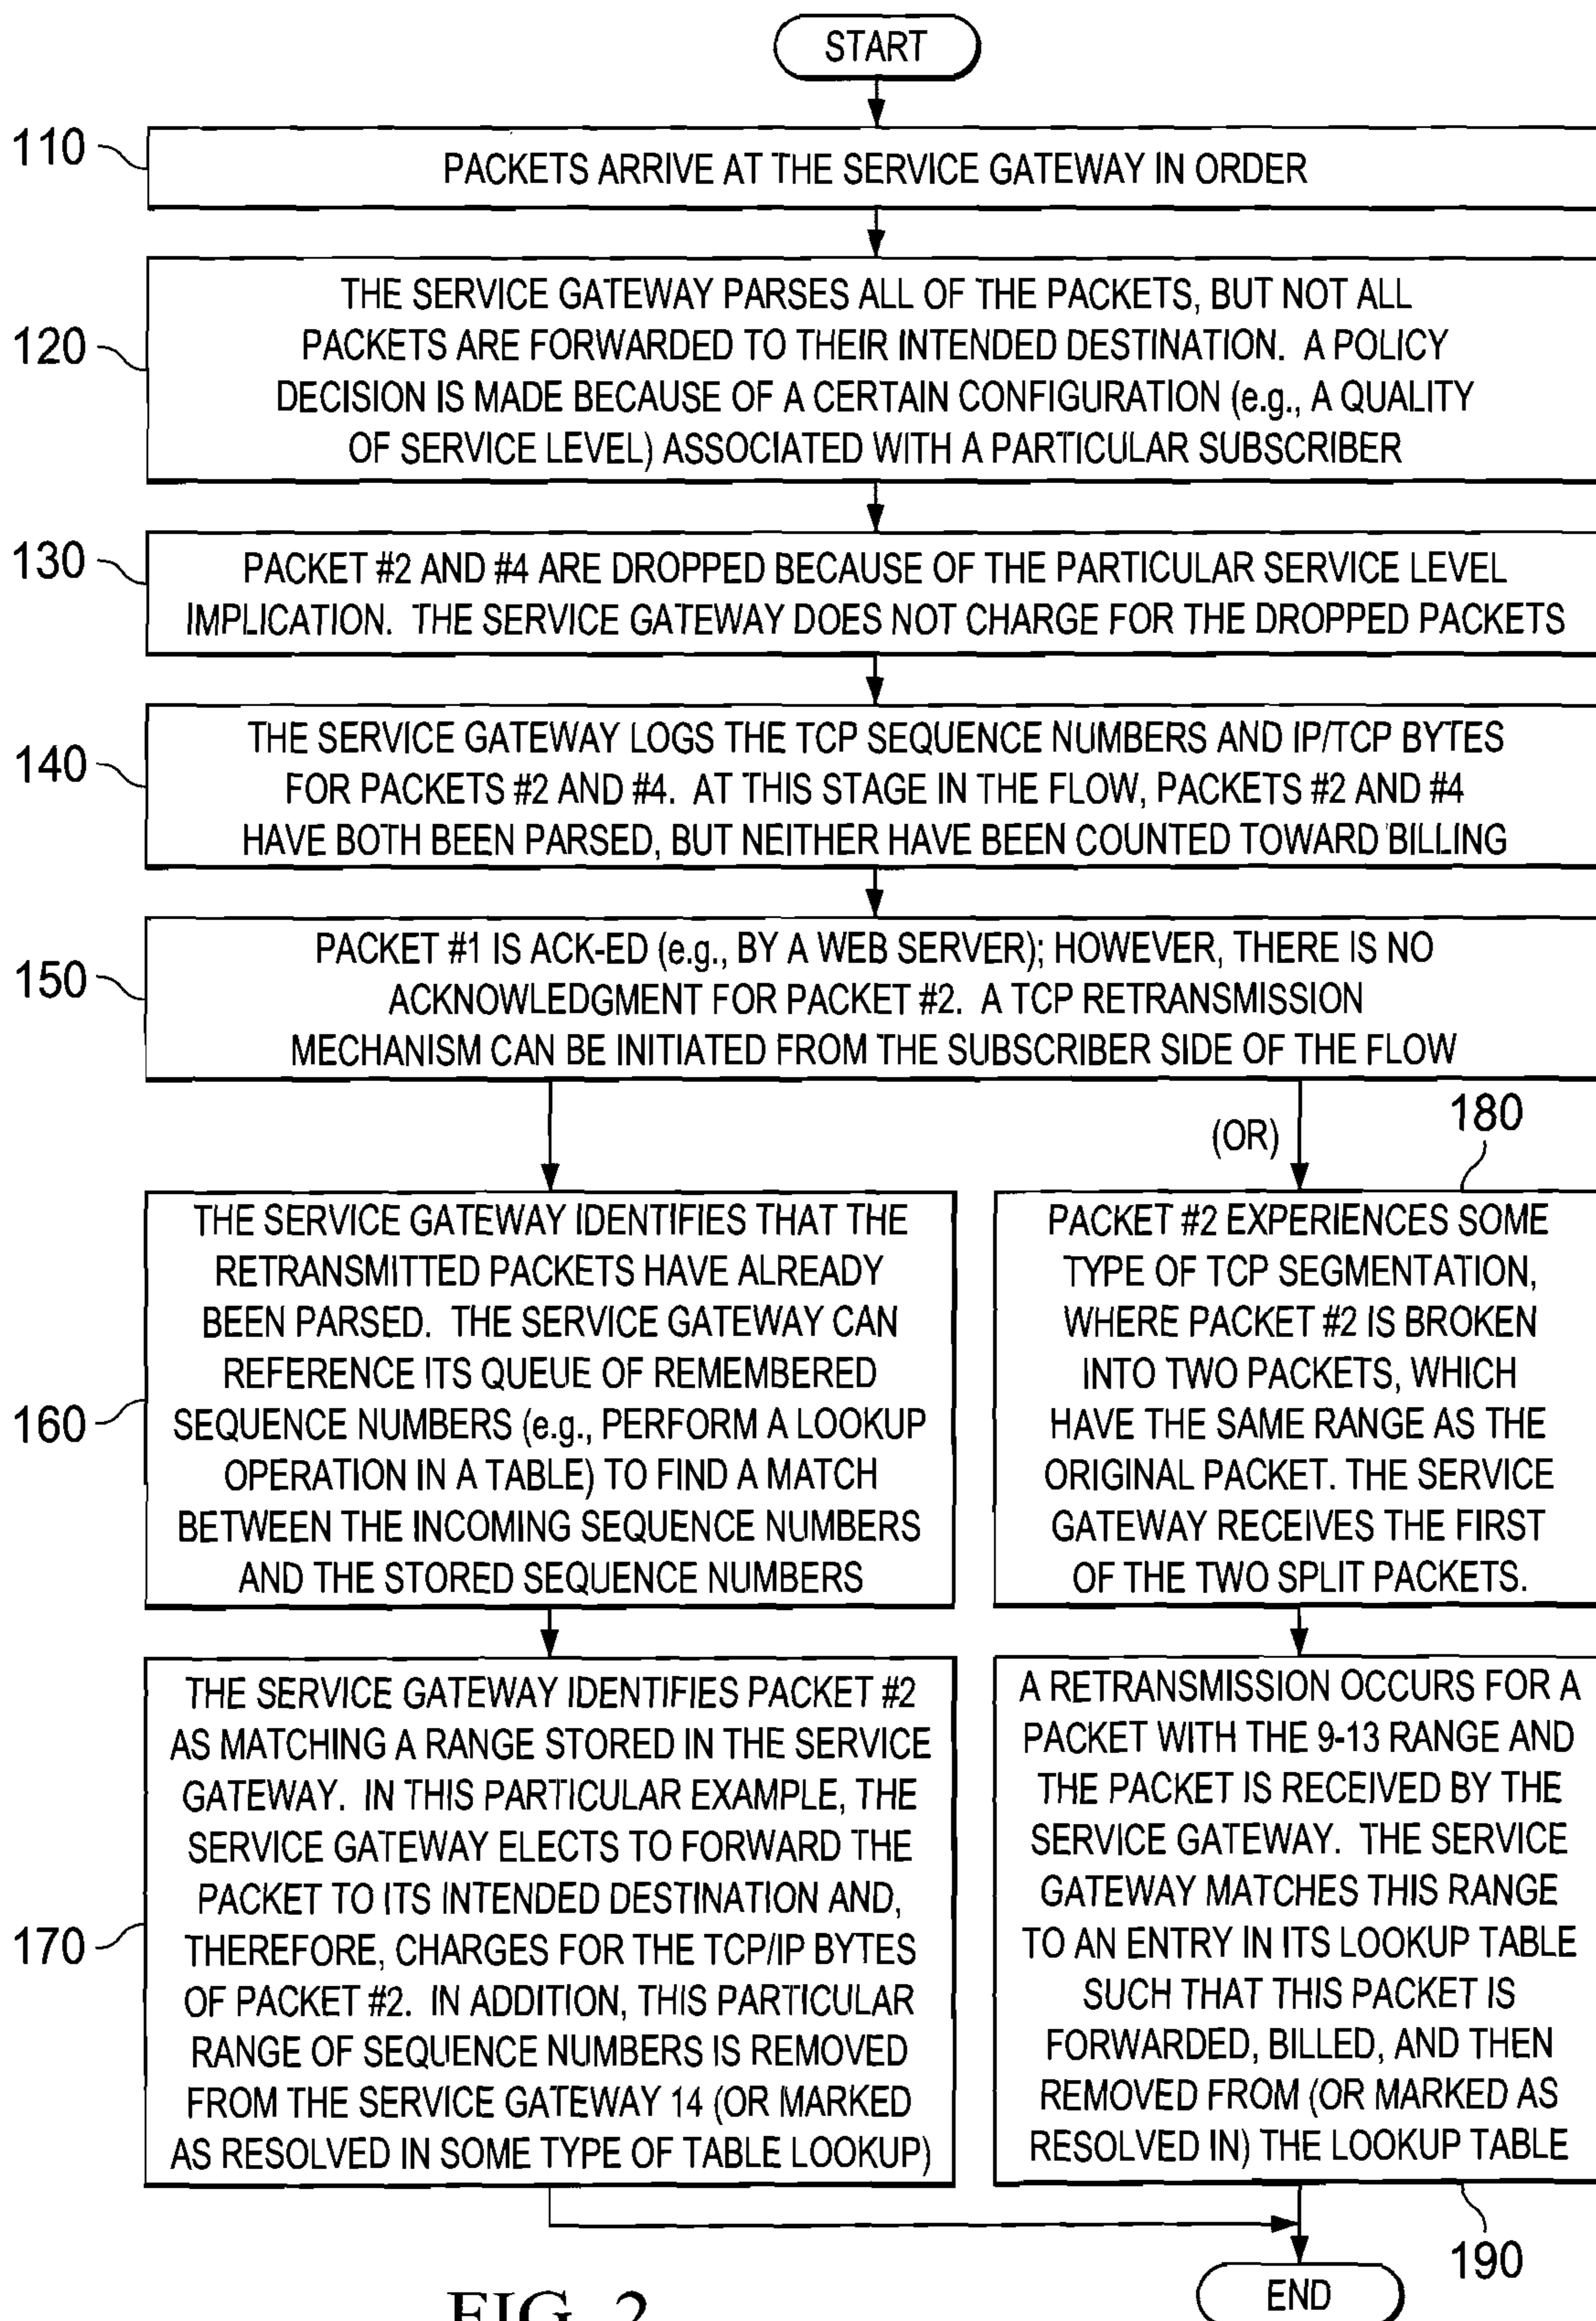 START
110
PACKETS ARRIVE AT THE SERVICE GATEWAY IN ORDER
120
THE SERVICE GATEWAY PARSES ALL OF THE PACKETS, BUT NOT ALL
PACKETS ARE FORWARDED TO THEIR INTENDED DESTINATION. A POLICY
DECISION IS MADE BECAUSE OF A CERTAIN CONFIGURATION (e.g., A QUALITY
OF SERVICE LEVEL) ASSOCIATED WITH A PARTICULAR SUBSCRIBER
130
PACKET #2 AND #4 ARE DROPPED BECAUSE OF THE PARTICULAR SERVICE LEVEL
IMPLICATION. THE SERVICE GATEWAY DOES NOT CHARGE FOR THE DROPPED PACKETS
140
THE SERVICE GATEWAY LOGS THE TCP SEQUENCE NUMBERS AND IP/TCP BYTES
FOR PACKETS #2 AND #4. AT THIS STAGE IN THE FLOW, PACKETS #2 AND #4
HAVE BOTH BEEN PARSED, BUT NEITHER HAVE BEEN COUNTED TOWARD BILLING
150
PACKET #1 IS ACK-ED (e.g., BY A WEB SERVER); HOWEVER, THERE IS NO
ACKNOWLEDGMENT FOR PACKET #2. A TCP RETRANSMISSION
MECHANISM CAN BE INITIATED FROM THE SUBSCRIBER SIDE OF THE FLOW
160
THE SERVICE GATEWAY IDENTIFIES THAT THE
RETRANSMITTED PACKETS HAVE ALREADY
BEEN PARSED. THE SERVICE GATEWAY CAN
REFERENCE ITS QUEUE OF REMEMBERED
SEQUENCE NUMBERS (e.g., PERFORM A LOOKUP
OPERATION IN A TABLE) TO FIND A MATCH
BETWEEN THE INCOMING SEQUENCE NUMBERS
AND THE STORED SEQUENCE NUMBERS
170
THE SERVICE GATEWAY IDENTIFIES PACKET #2
AS MATCHING A RANGE STORED IN THE SERVICE
GATEWAY. IN THIS PARTICULAR EXAMPLE, THE
SERVICE GATEWAY ELECTS TO FORWARD THE
PACKET TO ITS INTENDED DESTINATION AND,
THEREFORE, CHARGES FOR THE TCP/IP BYTES
OF PACKET #2. IN ADDITION, THIS PARTICULAR
RANGE OF SEQUENCE NUMBERS IS REMOVED
FROM THE SERVICE GATEWAY 14 (OR MARKED
AS RESOLVED IN SOME TYPE OF TABLE LOOKUP)
(OR)
180
PACKET #2 EXPERIENCES SOME
TYPE OF TCP SEGMENTATION,
WHERE PACKET #2 IS BROKEN
INTO TWO PACKETS, WHICH
HAVE THE SAME RANGE AS THE
ORIGINAL PACKET. THE SERVICE
GATEWAY RECEIVES THE FIRST
OF THE TWO SPLIT PACKETS.
A RETRANSMISSION OCCURS FOR A
PACKET WITH THE 9-13 RANGE AND
THE PACKET IS RECEIVED BY THE
SERVICE GATEWAY. THE SERVICE
GATEWAY MATCHES THIS RANGE
TO AN ENTRY IN ITS LOOKUP TABLE
SUCH THAT THIS PACKET IS
FORWARDED, BILLED, AND THEN
REMOVED FROM (OR MARKED AS
RESOLVED IN) THE LOOKUP TABLE
190
END
FIG. 2